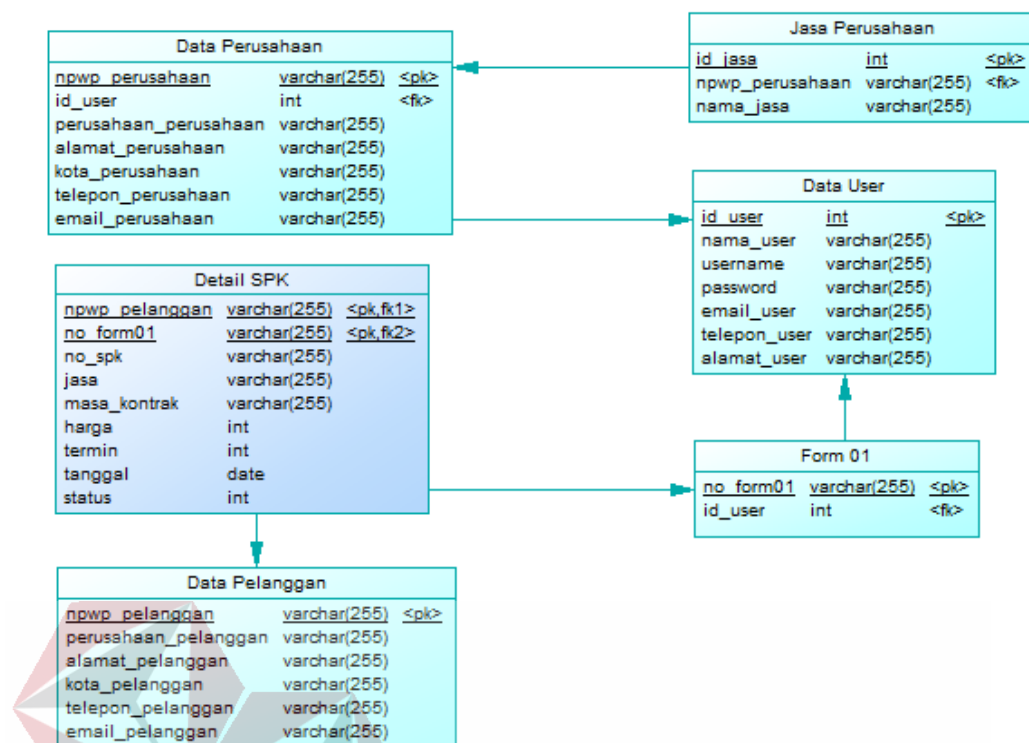 Data Perusahaan
npwp_perusahaan varchar(255) <pk>
id_user int <fk>
perusahaan_perusahaan varchar(255)
alamat_perusahaan varchar(255)
kota_perusahaan varchar(255)
telepon_perusahaan varchar(255)
email_perusahaan varchar(255)
Jasa Perusahaan
id_jasa int <pk>
npwp_perusahaan varchar(255) <fk>
nama_jasa varchar(255)
Data User
id_user int <pk>
nama_user varchar(255)
username varchar(255)
password varchar(255)
email_user varchar(255)
telepon_user varchar(255)
alamat_user varchar(255)
Detail SPK
npwp_pelanggan varchar(255) <pk,fk1>
no_form01 varchar(255) <pk,fk2>
no_spk varchar(255)
jasa varchar(255)
masa_kontrak varchar(255)
harga int
termin int
tanggal date
status int
Form 01
no_form01 varchar(255) <pk>
id_user int <fk>
Data Pelanggan
npwp_pelanggan varchar(255) <pk>
perusahaan_pelanggan varchar(255)
alamat_pelanggan varchar(255)
kota_pelanggan varchar(255)
telepon_pelanggan varchar(255)
email_pelanggan varchar(255)